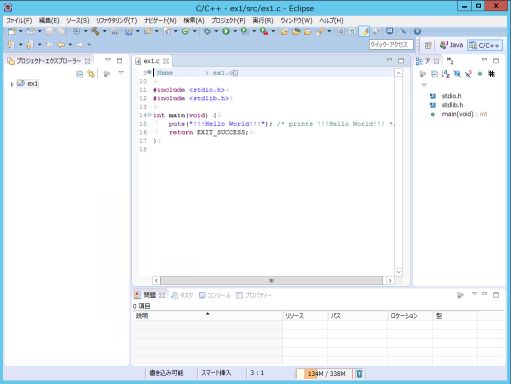 C/C++ - ex1/src/ex1.c - Eclipse
ファイル(F) 編集(E) ソース(S) リファクタリング(T) ナビゲート(N) 検索(A) プロジェクト(P) 実行(R) ウィンドウ(W) ヘルプ(H)
クイック・アクセス Java C/C++
プロジェクト・エクスプローラー
ex1
ex1.c
3 Name : ex1.c
10
11 #include <stdio.h>
12 #include <stdlib.h>
13
14 int main(void) {
15 puts("!!!Hello World!!!"); /* prints !!!Hello World!!! *
16 return EXIT_SUCCESS;
17 }
18
ア
stdio.h
stdlib.h
main(void) : int
問題 タスク コンソール プロパティー
0 項目
説明 リソース パス ロケーション 型
書き込み可能 スマート挿入 3 : 1 134M / 338M